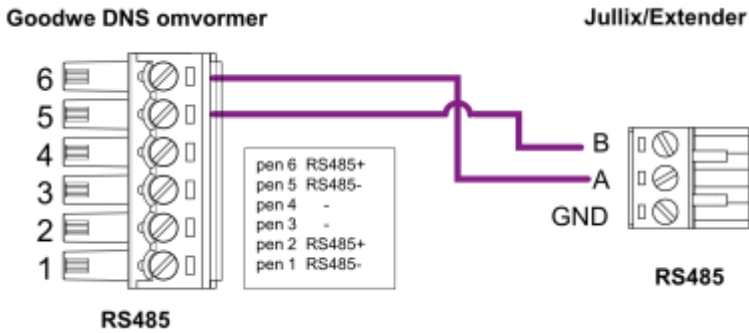 Goodwe DNS omvormer
Jullix/Extender
6
5
4
3
2
1
pen 6 RS485+
pen 5 RS485-
pen 4 -
pen 3 -
pen 2 RS485+
pen 1 RS485-
B
A
GND
RS485
RS485